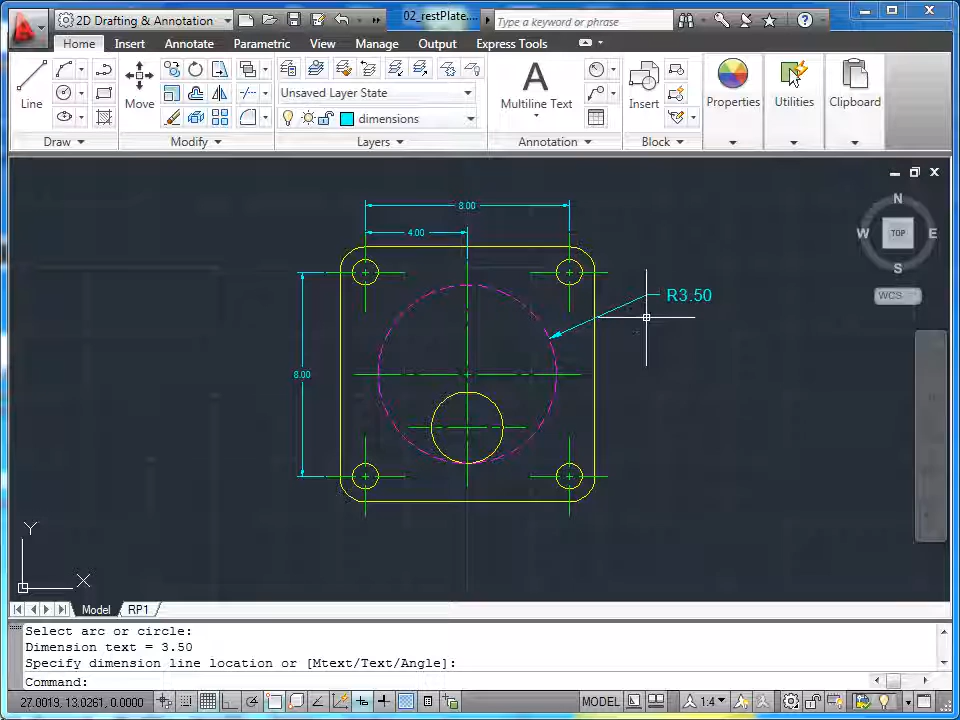 2D Drafting & Annotation
02_restPlate....
Type a keyword or phrase
Home Insert Annotate Parametric View Manage Output Express Tools
Line
Move
Unsaved Layer State
dimensions
Multiline Text
Insert
Properties
Utilities
Clipboard
Draw
Modify
Layers
Annotation
Block
8.00
4.00
8.00
R3.50
N
W
TOP
E
S
WCS
Y
X
Model RP1
Select arc or circle:
Dimension text = 3.50
Specify dimension line location or [Mtext/Text/Angle]:
Command:
27.0019, 13.0261, 0.0000
MODEL
1:4